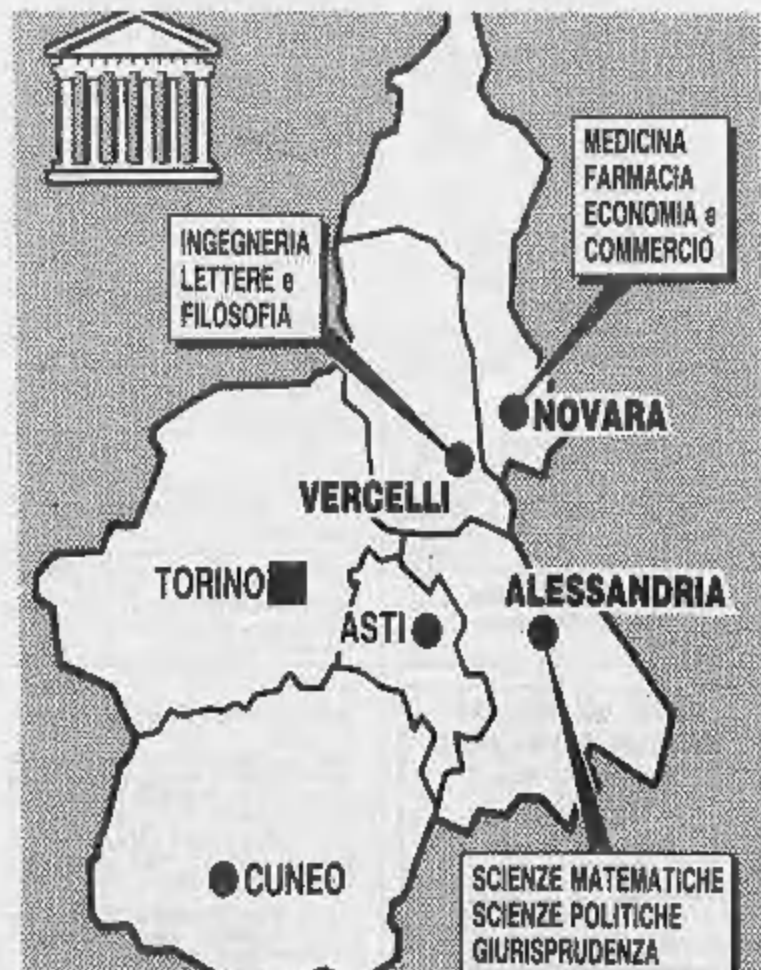 MEDICINA
FARMACIA
ECONOMIA e
COMMERCIO
INGEGNERIA
LETTERE e
FILOSOFIA
NOVARA
VERCELLI
TORINO
ASTI
ALESSANDRIA
CUNEO
SCIENZE MATEMATICHE
SCIENZE POLITICHE
GIURISPRUDENZA